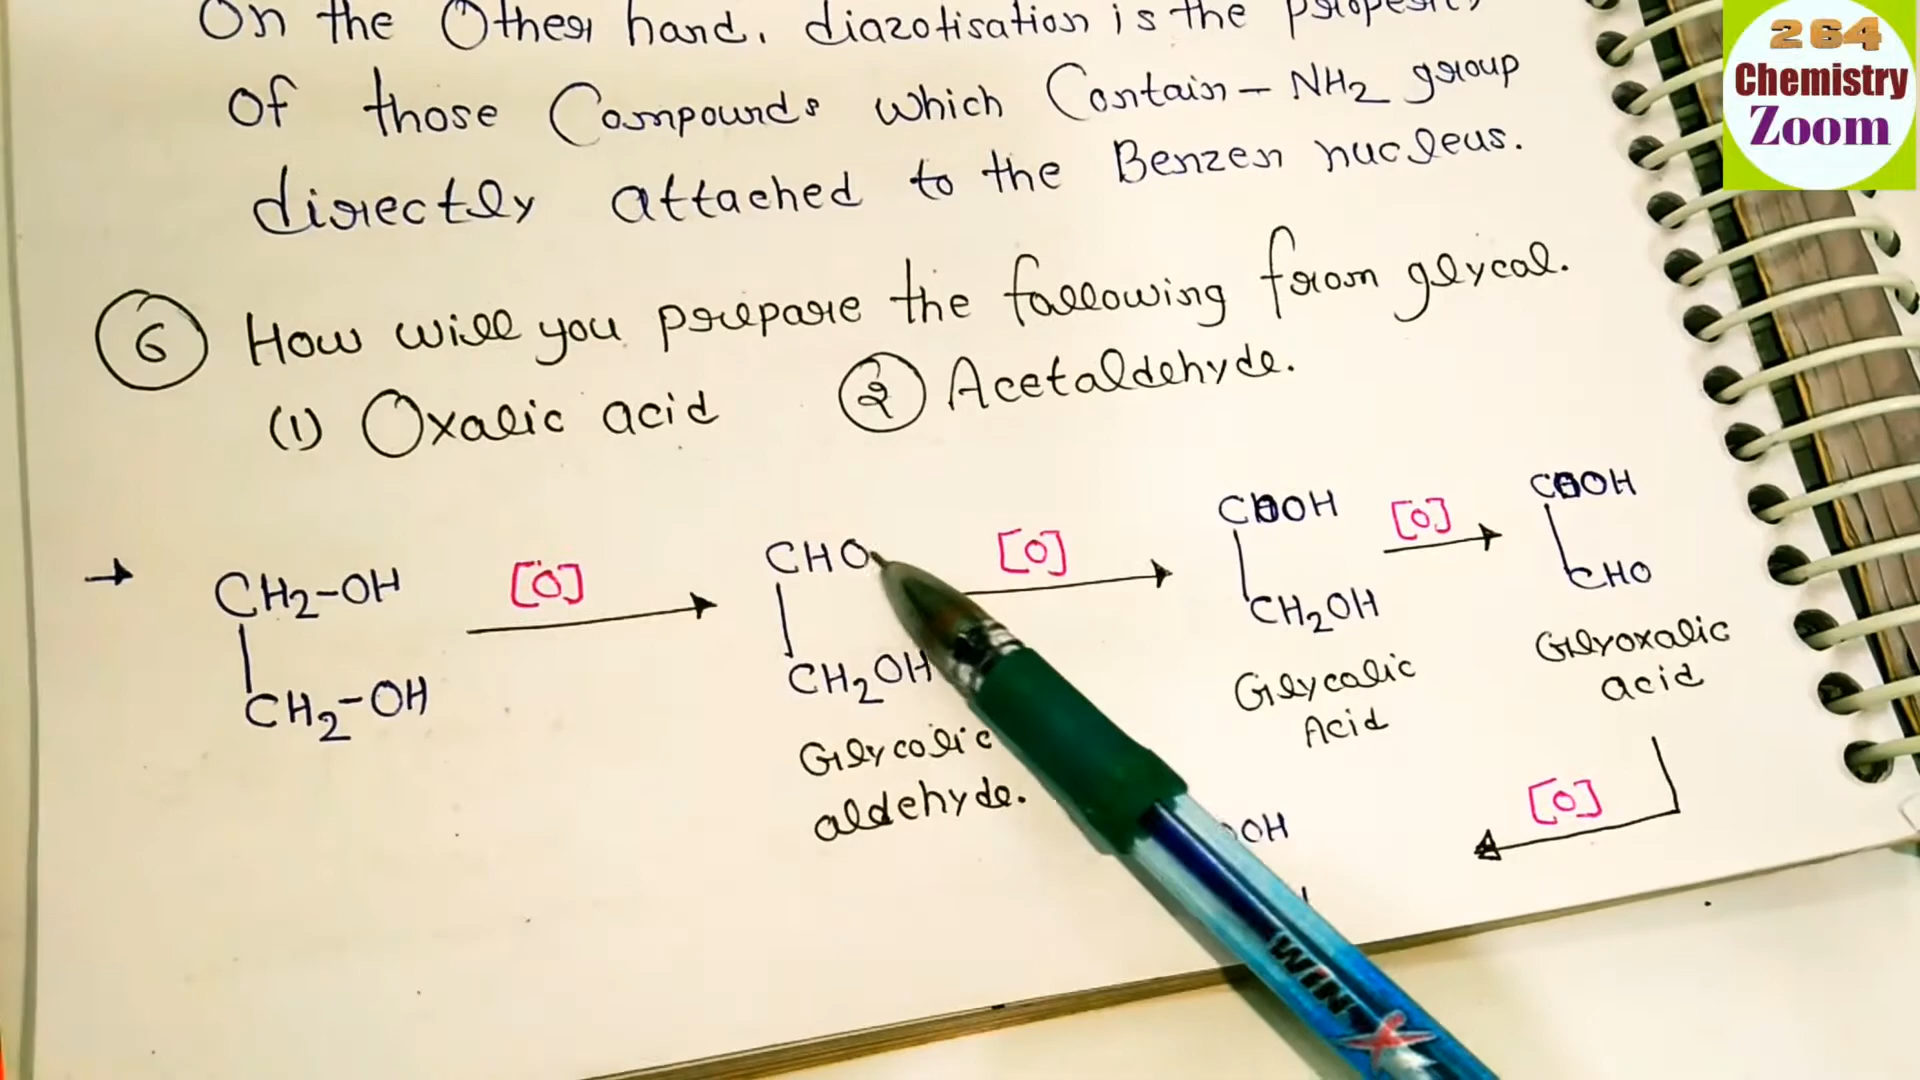 On the Other hand, diazotisation is the property
Of those Compounds which Contain - NH2 group
directly attached to the Benzen nucleus.
6 How will you prepare the following from glycol.
(1) Oxalic acid २ Acetaldehyde.
→ CH2-OH [O] CHO [O] COOH [O] COOH
CH2-OH CH2OH CH2OH CHO
Glycolic aldehyde. Glycolic Acid Glyoxalic acid
OH [O]
264
Chemistry
Zoom
WIN